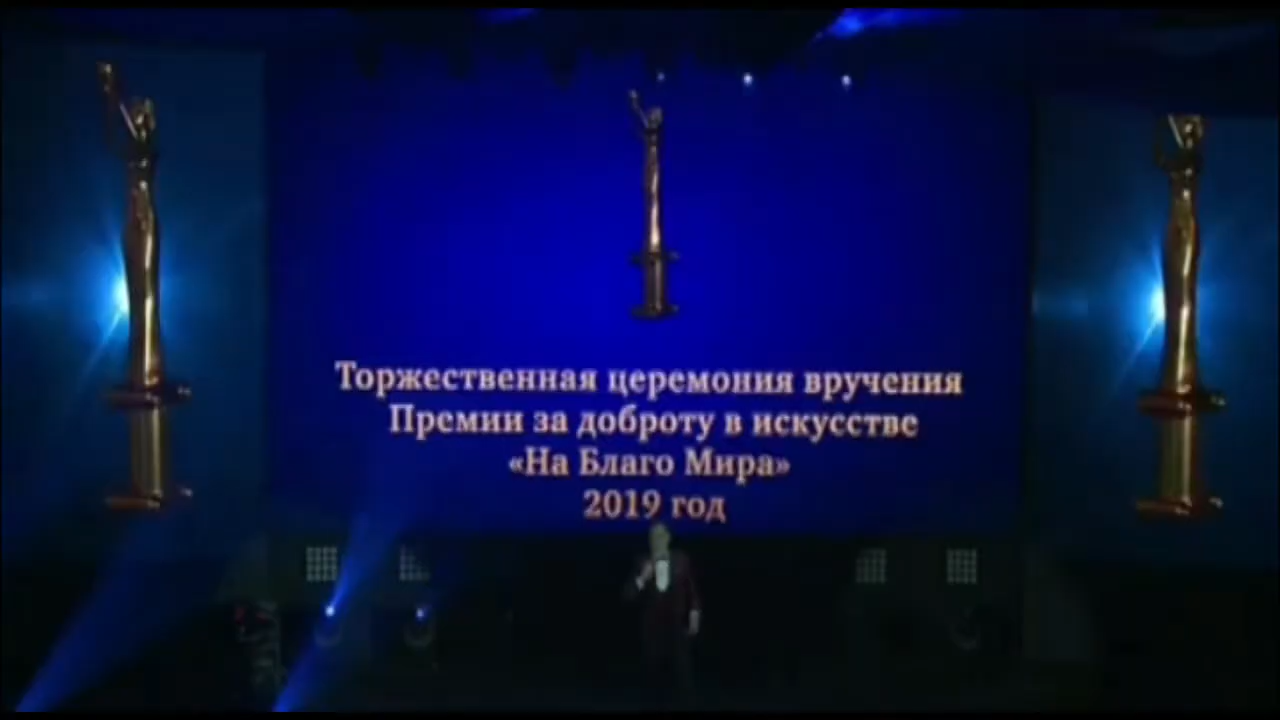 Торжественная церемония вручения
Премии за доброту в искусстве
«На Благо Мира»
2019 год